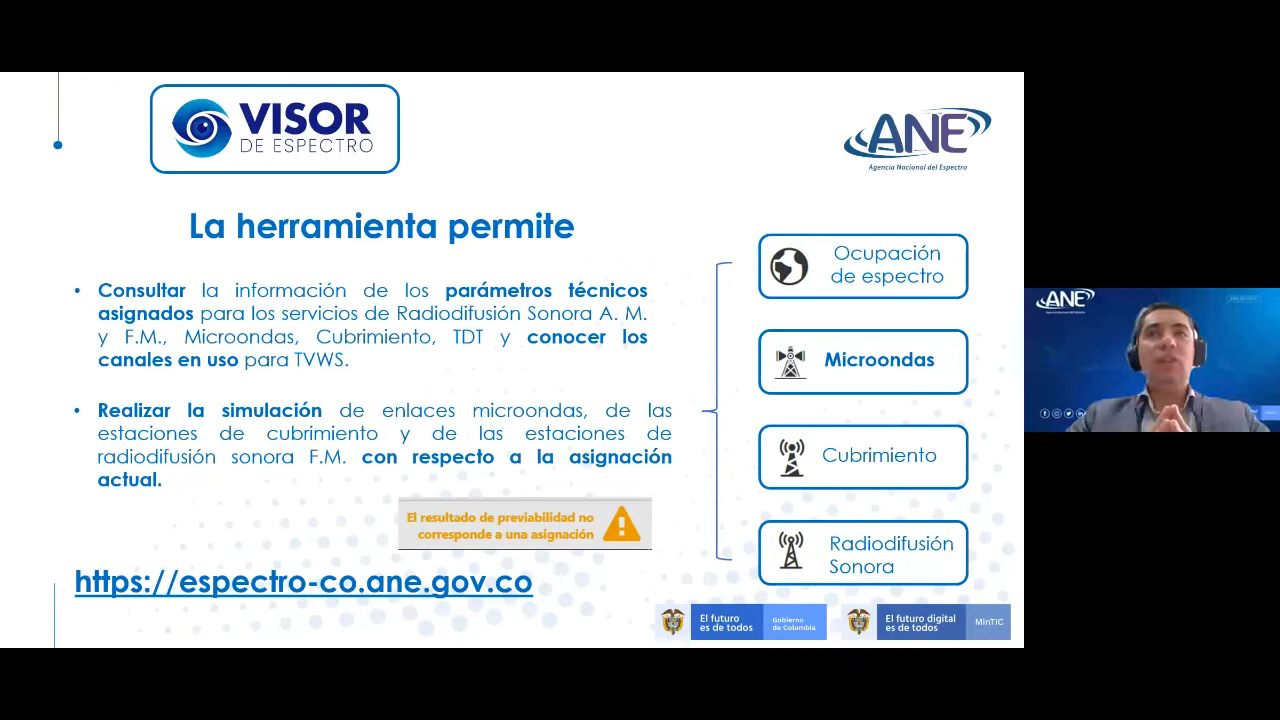 VISOR
DE ESPECTRO
ANE
Agencia Nacional del Espectro
La herramienta permite
• Consultar la información de los parámetros técnicos
asignados para los servicios de Radiodifusión Sonora A. M.
y F.M., Microondas, Cubrimiento, TDT y conocer los
canales en uso para TVWS.
• Realizar la simulación de enlaces microondas, de las
estaciones de cubrimiento y de las estaciones de
radiodifusión sonora F.M. con respecto a la asignación
actual.
El resultado de previabilidad no
corresponde a una asignación
https://espectro-co.ane.gov.co
Ocupación
de espectro
Microondas
Cubrimiento
Radiodifusión
Sonora
El futuro
es de todos
Gobierno
de Colombia
El futuro digital
es de todos
MinTIC
ANE